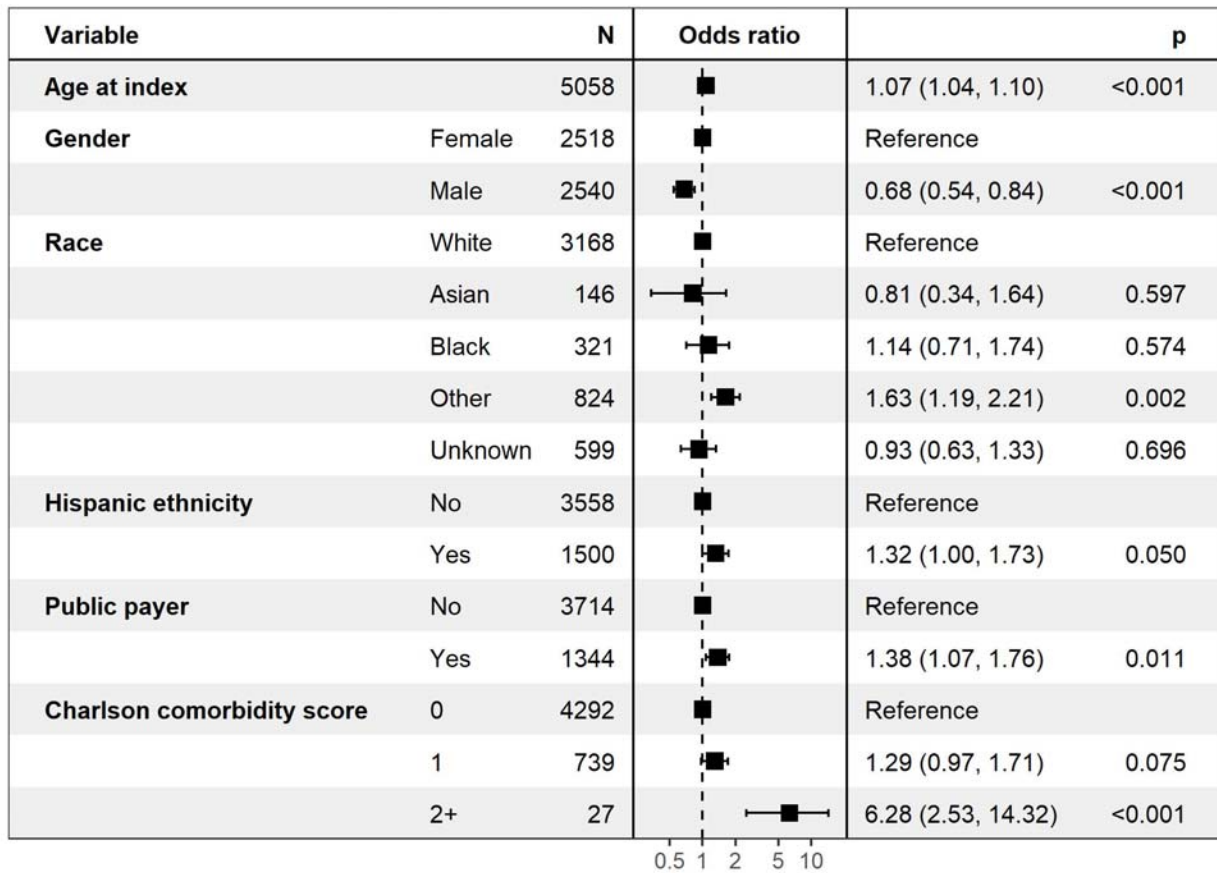 Variable N Odds ratio p
Age at index 5058 1.07 (1.04, 1.10) <0.001
Gender Female 2518 Reference
Male 2540 0.68 (0.54, 0.84) <0.001
Race White 3168 Reference
Asian 146 0.81 (0.34, 1.64) 0.597
Black 321 1.14 (0.71, 1.74) 0.574
Other 824 1.63 (1.19, 2.21) 0.002
Unknown 599 0.93 (0.63, 1.33) 0.696
Hispanic ethnicity No 3558 Reference
Yes 1500 1.32 (1.00, 1.73) 0.050
Public payer No 3714 Reference
Yes 1344 1.38 (1.07, 1.76) 0.011
Charlson comorbidity score 0 4292 Reference
1 739 1.29 (0.97, 1.71) 0.075
2+ 27 6.28 (2.53, 14.32) <0.001
0.5 1 2 5 10